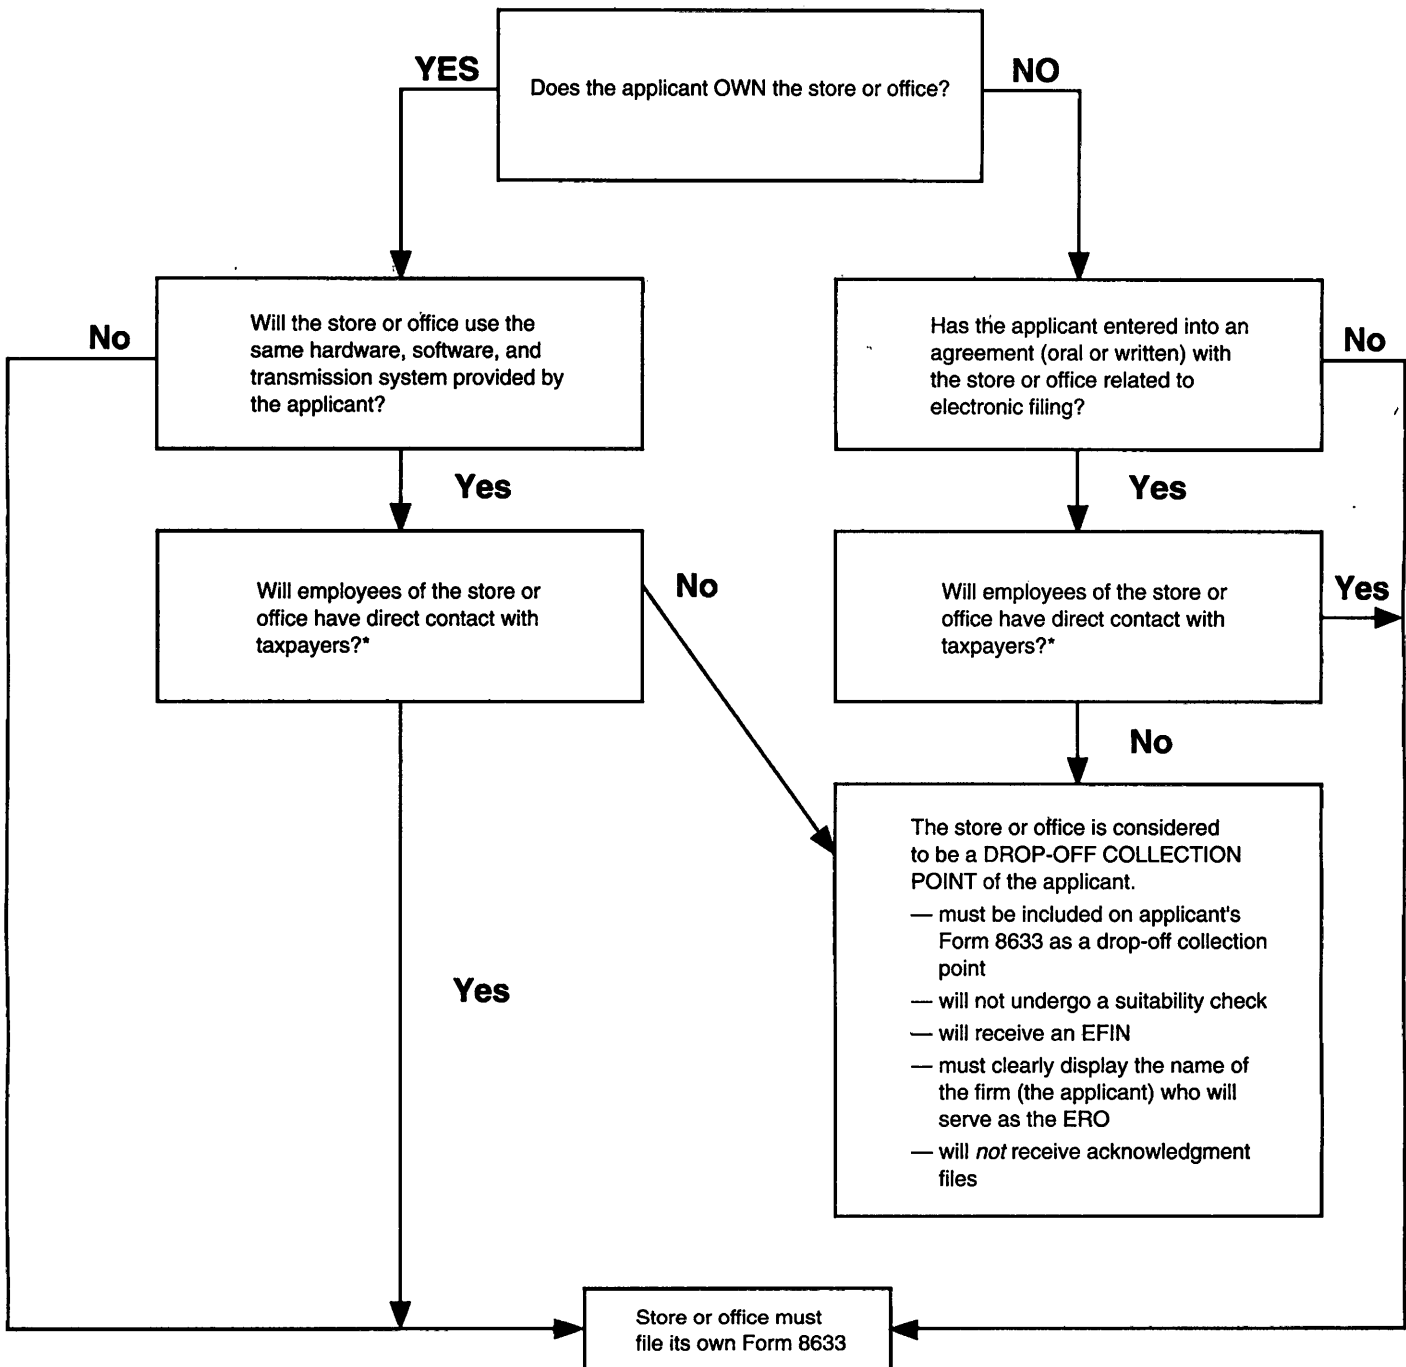 YES
Does the applicant OWN the store or office?
NO
No
Will the store or office use the
same hardware, software, and
transmission system provided by
the applicant?
Has the applicant entered into an
agreement (oral or written) with
the store or office related to
electronic filing?
No
Yes
Yes
Will employees of the store or
office have direct contact with
taxpayers?*
No
Will employees of the store or
office have direct contact with
taxpayers?*
Yes
No
The store or office is considered
to be a DROP-OFF COLLECTION
POINT of the applicant.
— must be included on applicant's
Form 8633 as a drop-off collection
point
— will not undergo a suitability check
— will receive an EFIN
— must clearly display the name of
the firm (the applicant) who will
serve as the ERO
— will not receive acknowledgment
files
Yes
Store or office must
file its own Form 8633